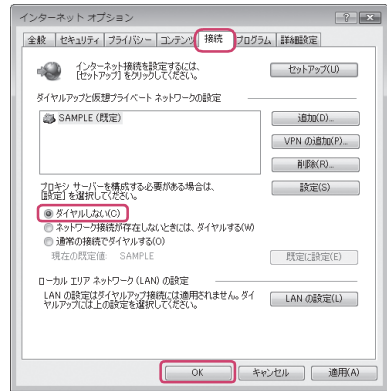 インターネット オプション
全般 セキュリティ プライバシー コンテンツ 接続 プログラム 詳細設定
インターネット接続を設定するには、
[セットアップ] をクリックしてください。
セットアップ(U)
ダイヤルアップと仮想プライベート ネットワークの設定
SAMPLE (既定)
追加(D)...
VPN の追加(P)...
削除(R)...
プロキシ サーバーを構成する必要がある場合は、
[設定] を選択してください。
設定(S)
ダイヤルしない(C)
ネットワーク接続が存在しないときには、ダイヤルする(W)
通常の接続でダイヤルする(O)
現在の既定値: SAMPLE
既定に設定(E)
ローカル エリア ネットワーク (LAN) の設定
LAN の設定はダイヤルアップ接続には適用されません。ダイ
ヤルアップには上の設定を選択してください。
LAN の設定(L)
OK キャンセル 適用(A)